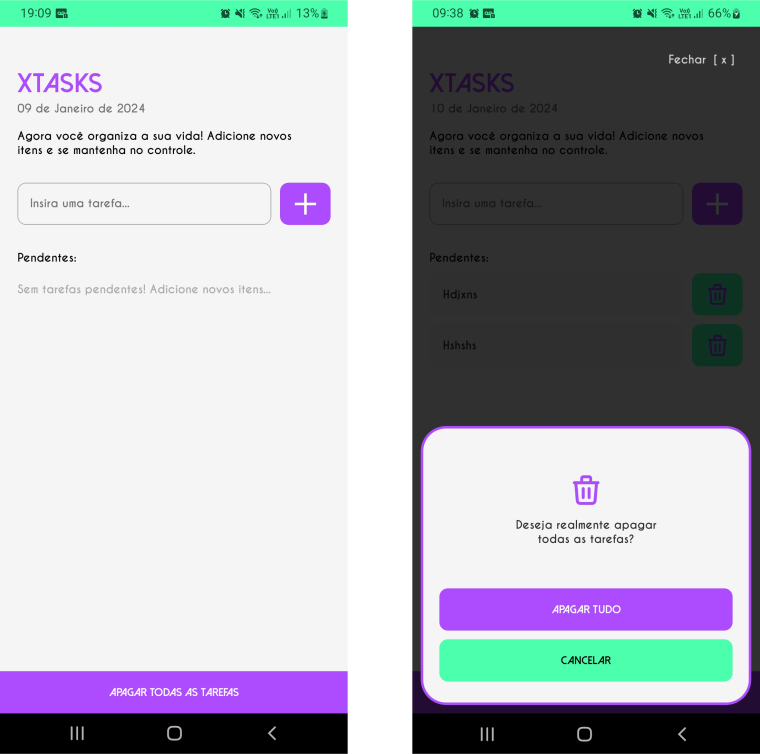 19:09
13%
XTASKS
09 de Janeiro de 2024
Agora você organiza a sua vida! Adicione novos
itens e se mantenha no controle.
Insira uma tarefa...
Pendentes:
Sem tarefas pendentes! Adicione novos itens...
APAGAR TODAS AS TAREFAS
09:38
66%
Fechar [ x ]
XTASKS
10 de Janeiro de 2024
Agora você organiza a sua vida! Adicione novos
itens e se mantenha no controle.
Insira uma tarefa...
Pendentes:
Hdjxns
Hshshs
Deseja realmente apagar
todas as tarefas?
APAGAR TUDO
CANCELAR